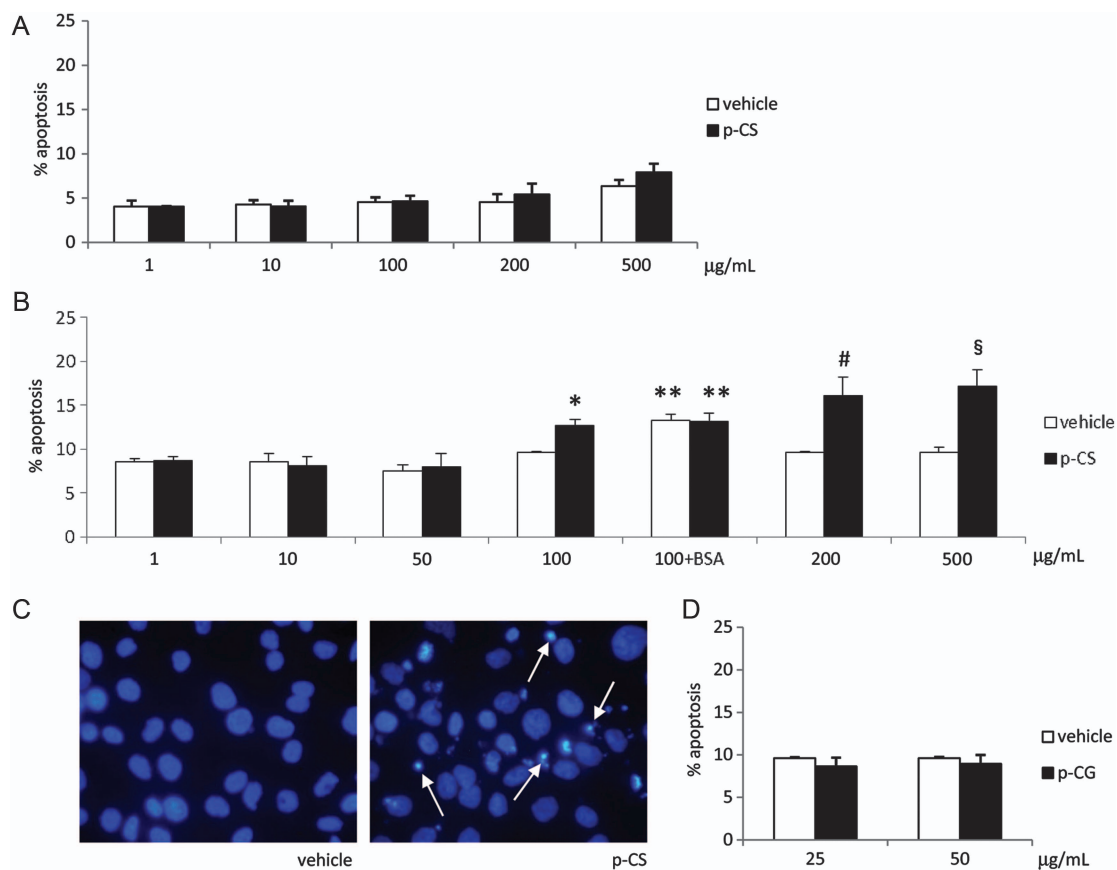 A
25
20
15
10
5
0
% apoptosis
1 10 100 200 500 µg/mL
vehicle
p-CS
B
25
20
15
10
5
0
% apoptosis
* ** ** # §
1 10 50 100 100+BSA 200 500 µg/mL
vehicle
p-CS
C
vehicle p-CS
D
25
20
15
10
5
0
% apoptosis
25 50 µg/mL
vehicle
p-CG